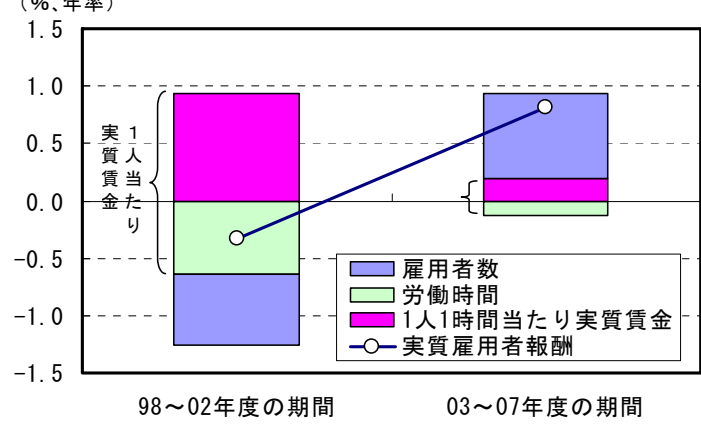 （％、年率）
1.5
1.0
0.5
0.0
-0.5
-1.0
-1.5
1人当たり
実質賃金
雇用者数
労働時間
1人1時間当たり実質賃金
実質雇用者報酬
98～02年度の期間
03～07年度の期間